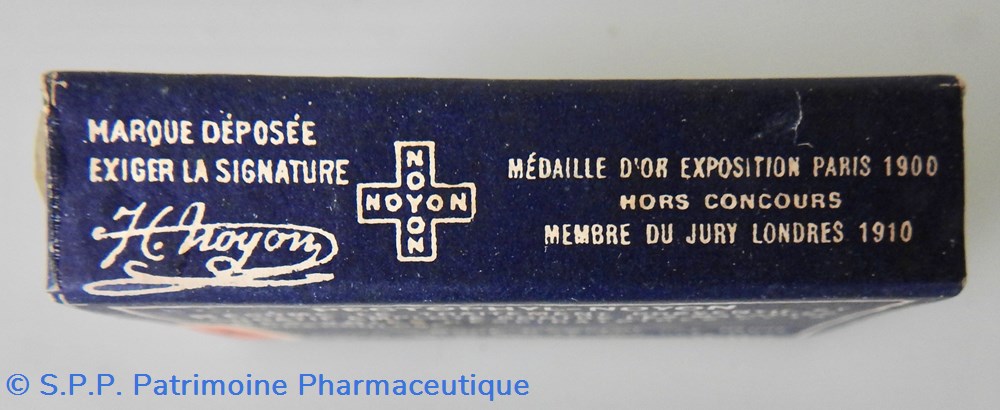 MARQUE DÉPOSÉE
EXIGER LA SIGNATURE
H. Noyon
NOYON
NOYON
MÉDAILLE D'OR EXPOSITION PARIS 1900
HORS CONCOURS
MEMBRE DU JURY LONDRES 1910
NOYON
© S.P.P. Patrimoine Pharmaceutique